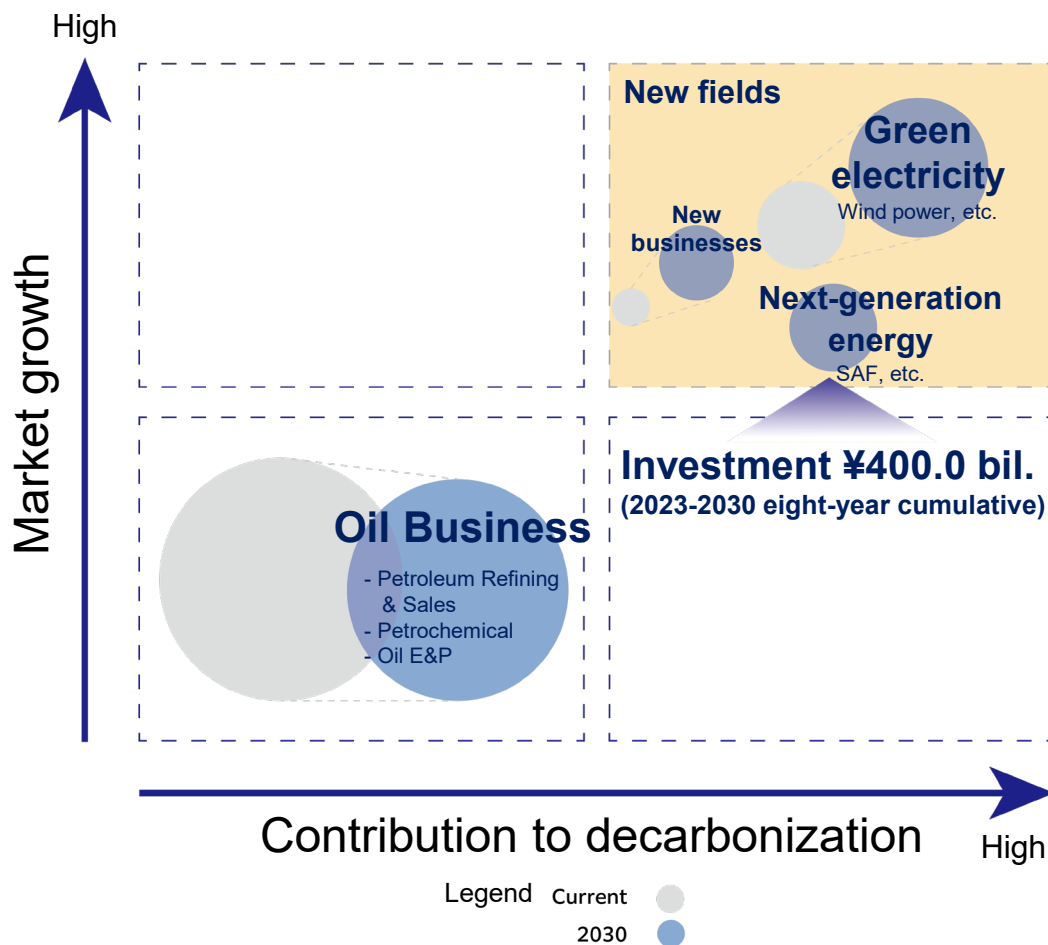 High
Market growth
New fields
Green
electricity
Wind power, etc.
New
businesses
Next-generation
energy
SAF, etc.
Investment ¥400.0 bil.
(2023-2030 eight-year cumulative)
Oil Business
- Petroleum Refining
& Sales
- Petrochemical
- Oil E&P
Contribution to decarbonization
High
Legend
Current
2030